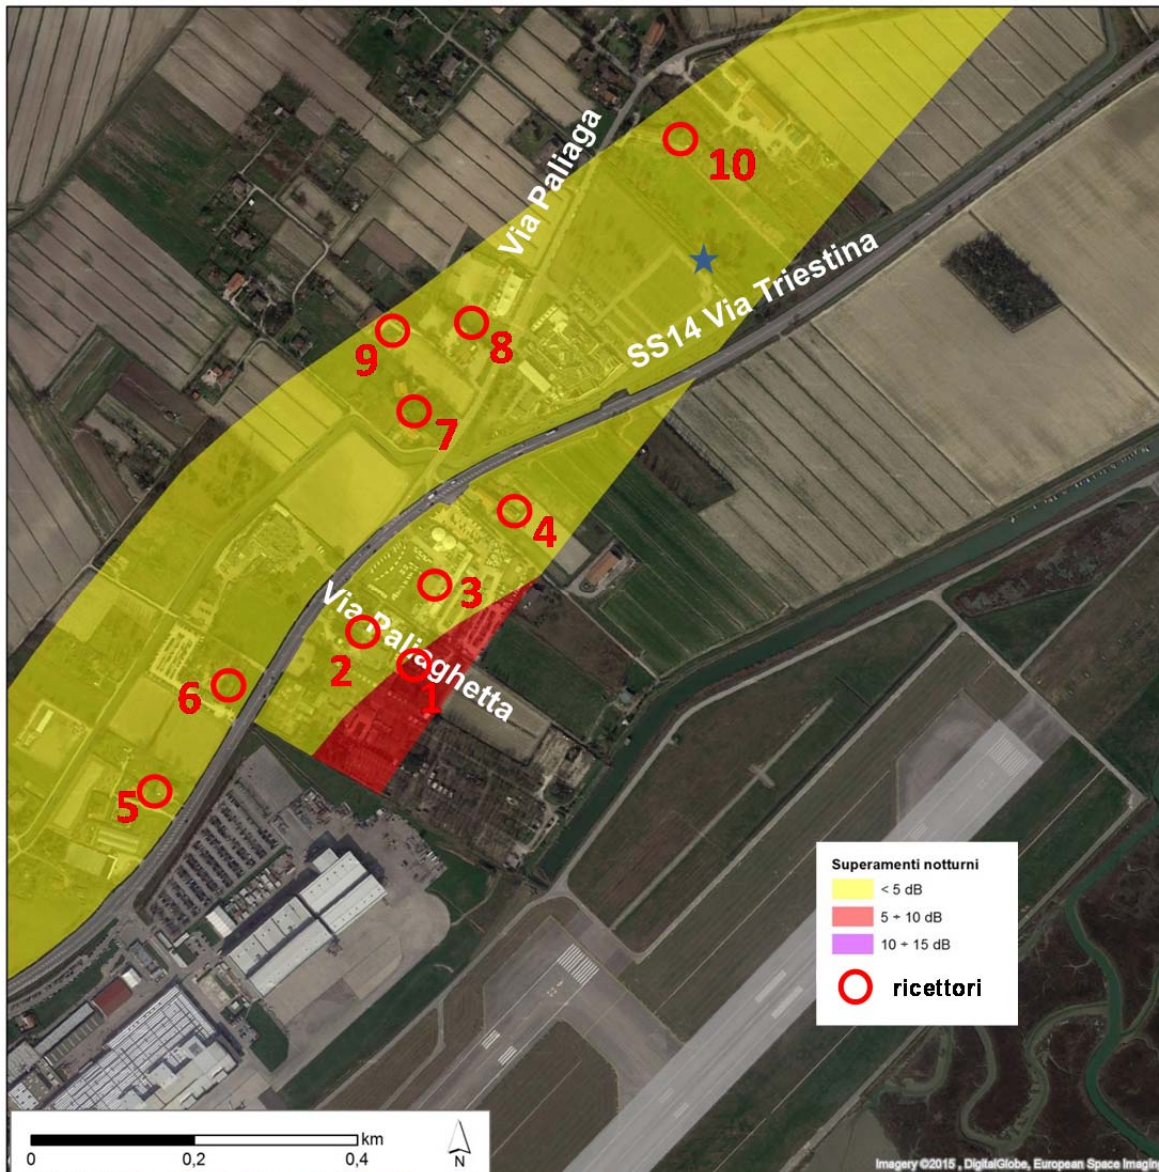 Via Paliaga
10
SS14 Via Triestina
9
8
7
4
3
Via Paliaghetta
2
1
6
5
Superamenti notturni
< 5 dB
5 ÷ 10 dB
10 ÷ 15 dB
ricettori
km
0
0,2
0,4
N
Imagery ©2015 , DigitalGlobe, European Space Imaging